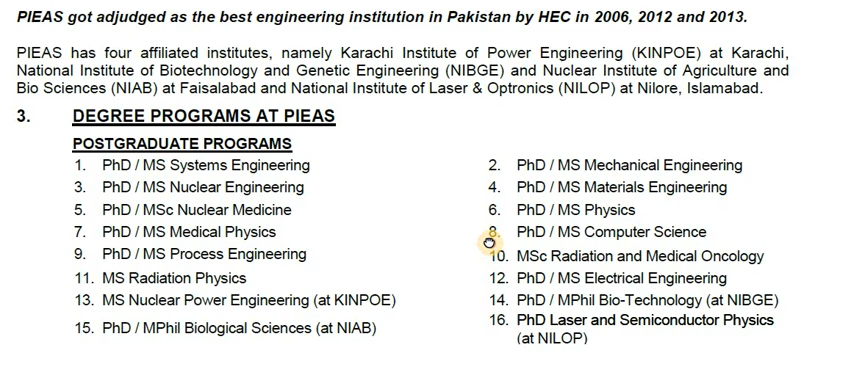 PIEAS got adjudged as the best engineering institution in Pakistan by HEC in 2006, 2012 and 2013.
PIEAS has four affiliated institutes, namely Karachi Institute of Power Engineering (KINPOE) at Karachi,
National Institute of Biotechnology and Genetic Engineering (NIBGE) and Nuclear Institute of Agriculture and
Bio Sciences (NIAB) at Faisalabad and National Institute of Laser & Optronics (NILOP) at Nilore, Islamabad.
3. DEGREE PROGRAMS AT PIEAS
POSTGRADUATE PROGRAMS
1. PhD / MS Systems Engineering
2. PhD / MS Mechanical Engineering
3. PhD / MS Nuclear Engineering
4. PhD / MS Materials Engineering
5. PhD / MSc Nuclear Medicine
6. PhD / MS Physics
7. PhD / MS Medical Physics
8. PhD / MS Computer Science
9. PhD / MS Process Engineering
10. MSc Radiation and Medical Oncology
11. MS Radiation Physics
12. PhD / MS Electrical Engineering
13. MS Nuclear Power Engineering (at KINPOE)
14. PhD / MPhil Bio-Technology (at NIBGE)
15. PhD / MPhil Biological Sciences (at NIAB)
16. PhD Laser and Semiconductor Physics
(at NILOP)